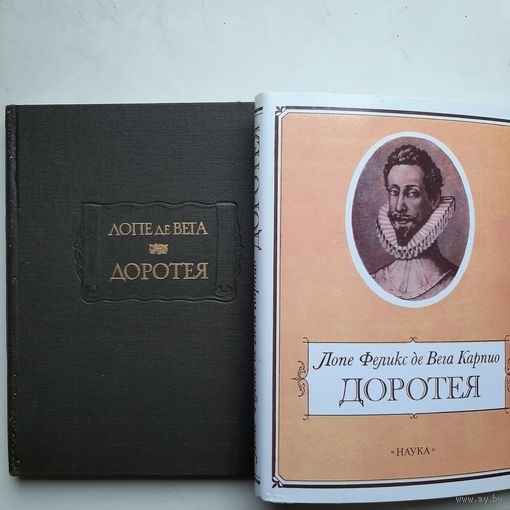 ЛОПЕ ДЕ ВЕГА
ДОРОТЕЯ
Лопе Феликс де Вега Карпио
ДОРОТЕЯ
«НАУКА»
www.ay.by